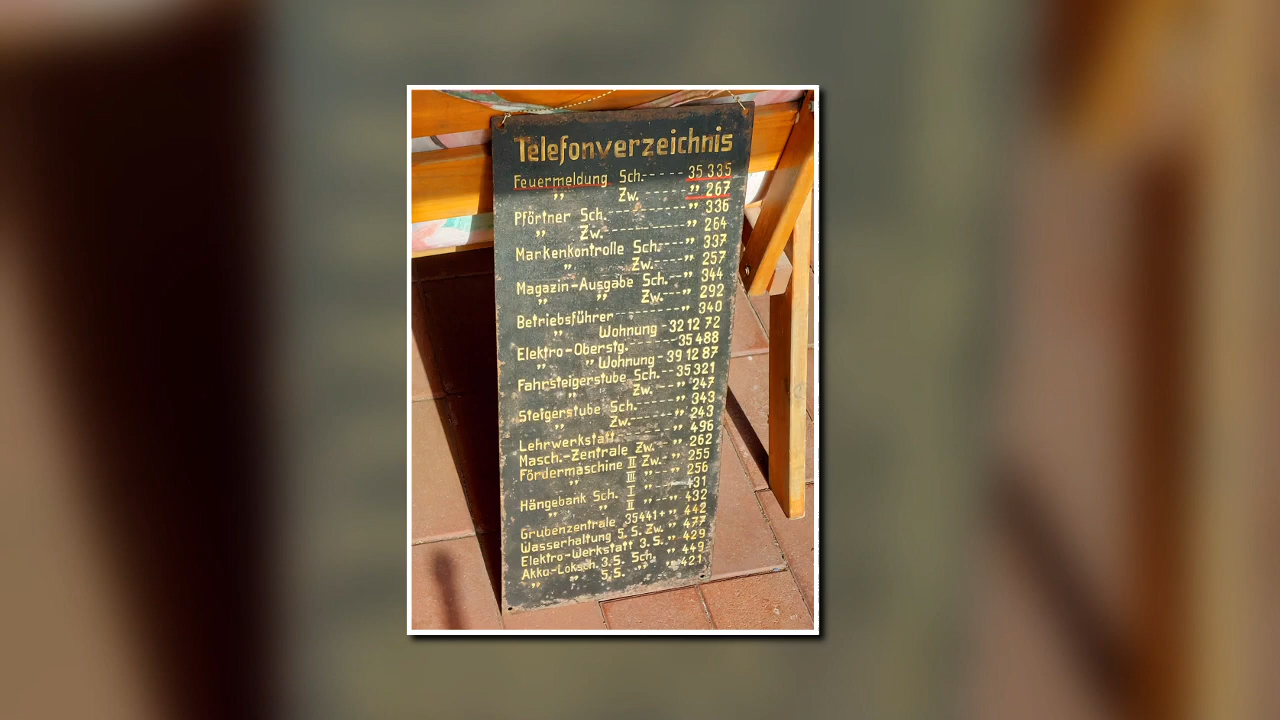 Telefonverzeichnis
Feuermeldung Sch.----- 35 335
" Zw.------" 267
Pförtner Sch.------------" 336
" Zw.------------" 264
Markenkontrolle Sch.----" 337
" Zw.----" 257
Magazin-Ausgabe Sch.---" 344
" " Zw.---" 292
Betriebsführer------------" 340
" Wohnung - 32 12 72
Elektro-Oberstg.---------35 488
" " Wohnung - 39 12 87
Fahrsteigerstube Sch.--35 321
" Zw.---" 247
Steigerstube Sch.-------" 343
" Zw.-------" 243
Lehrwerkstatt-----------" 496
Masch.-Zentrale Zw.---" 262
Fördermaschine II Zw.---" 255
" III "---" 256
Hängebank Sch. I "----431
" " II "---" 432
Grubenzentrale 35441+" 442
Wasserhaltung 5.S. Zw. " 477
Elektro-Werkstatt 3.S.." 429
Akku-Loksch. 3.S. Sch. " 449
" " 5.S. " " 421